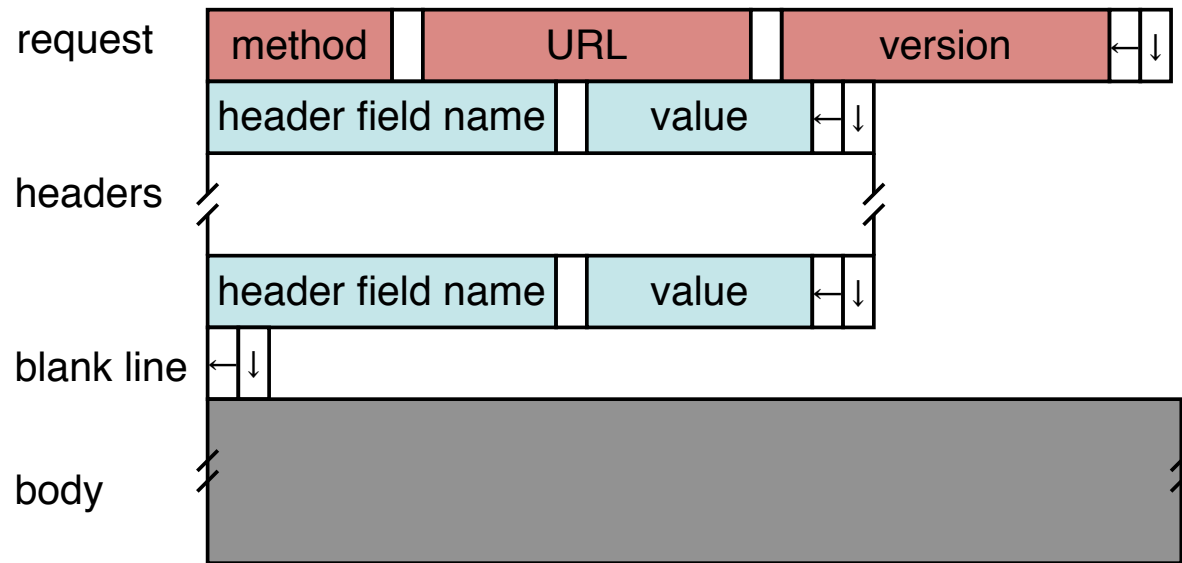 request method URL version ← ↓
header field name value ← ↓
headers
header field name value ← ↓
blank line ← ↓
body